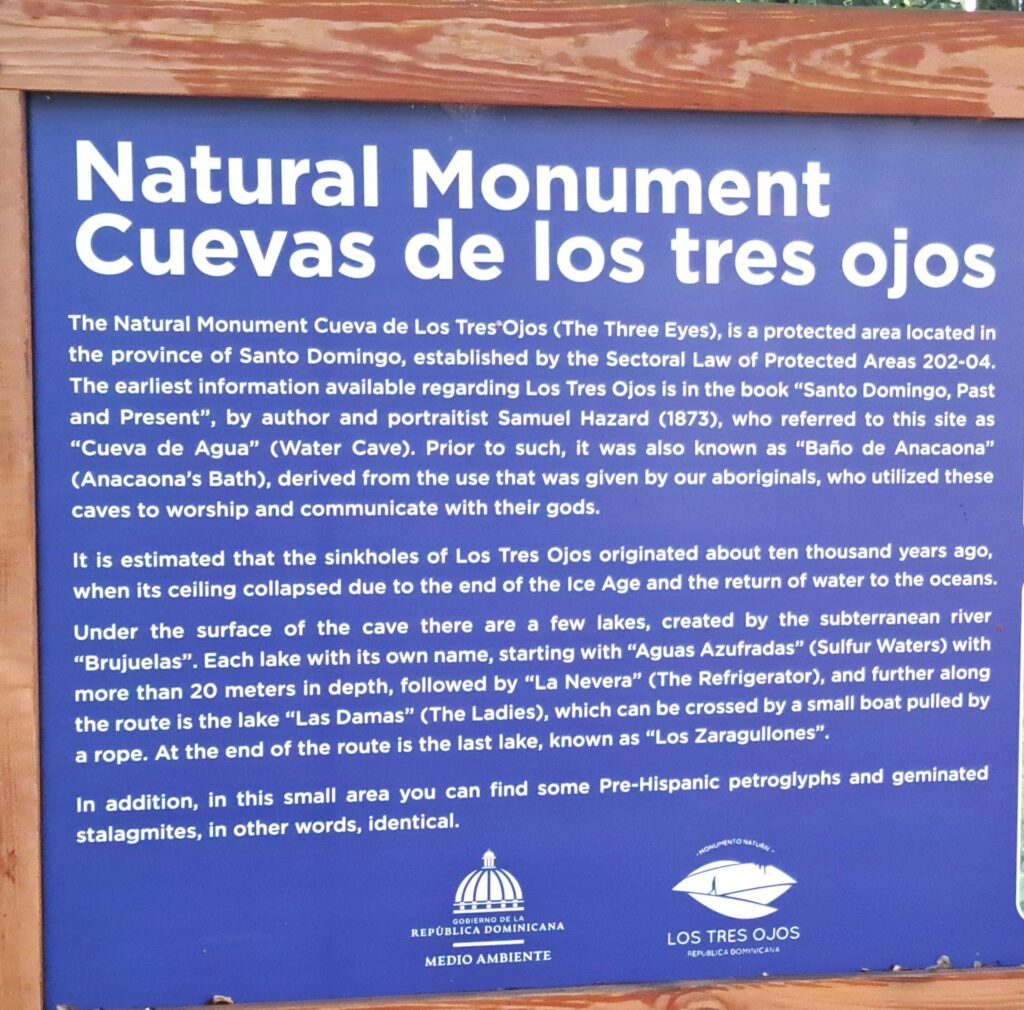 Natural Monument
Cuevas de los tres ojos
The Natural Monument Cueva de Los Tres Ojos (The Three Eyes), is a protected area located in
the province of Santo Domingo, established by the Sectoral Law of Protected Areas 202-04.
The earliest information available regarding Los Tres Ojos is in the book “Santo Domingo, Past
and Present”, by author and portraitist Samuel Hazard (1873), who referred to this site as
“Cueva de Agua” (Water Cave). Prior to such, it was also known as “Baño de Anacaona”
(Anacaona’s Bath), derived from the use that was given by our aboriginals, who utilized these
caves to worship and communicate with their gods.
It is estimated that the sinkholes of Los Tres Ojos originated about ten thousand years ago,
when its ceiling collapsed due to the end of the Ice Age and the return of water to the oceans.
Under the surface of the cave there are a few lakes, created by the subterranean river
“Brujuelas”. Each lake with its own name, starting with “Aguas Azufradas” (Sulfur Waters) with
more than 20 meters in depth, followed by “La Nevera” (The Refrigerator), and further along
the route is the lake “Las Damas” (The Ladies), which can be crossed by a small boat pulled by
a rope. At the end of the route is the last lake, known as “Los Zaragullones”.
In addition, in this small area you can find some Pre-Hispanic petroglyphs and geminated
stalagmites, in other words, identical.
GOBIERNO DE LA
REPÚBLICA DOMINICANA
MEDIO AMBIENTE
· MONUMENTO NATURAL ·
LOS TRES OJOS
REPÚBLICA DOMINICANA